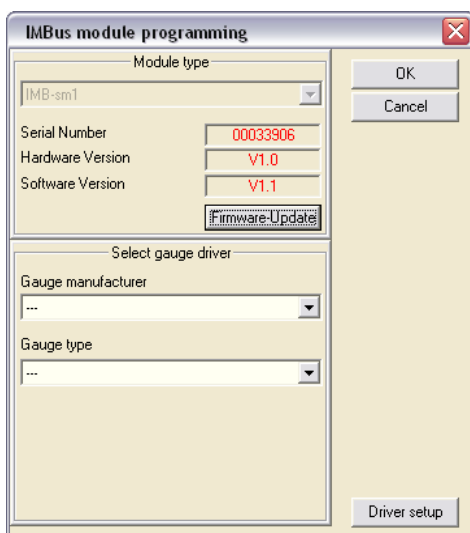 IMBus module programming
Module type
IMB-sm1
Serial Number 00033906
Hardware Version V1.0
Software Version V1.1
Firmware-Update
OK
Cancel
Select gauge driver
Gauge manufacturer
---
Gauge type
---
Driver setup